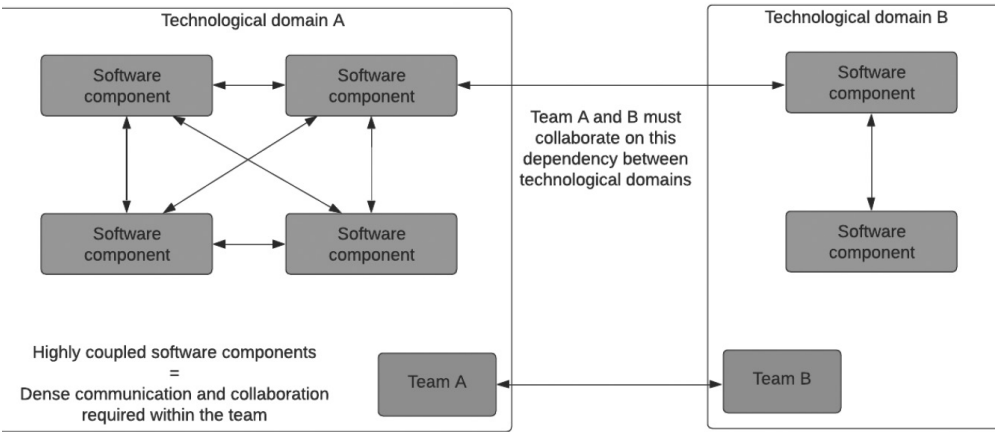 Technological domain A
Technological domain B
Software
component
Software
component
Software
component
Team A and B must
collaborate on this
dependency between
technological domains
Software
component
Software
component
Software
component
Highly coupled software components
=
Dense communication and collaboration
required within the team
Team A
Team B